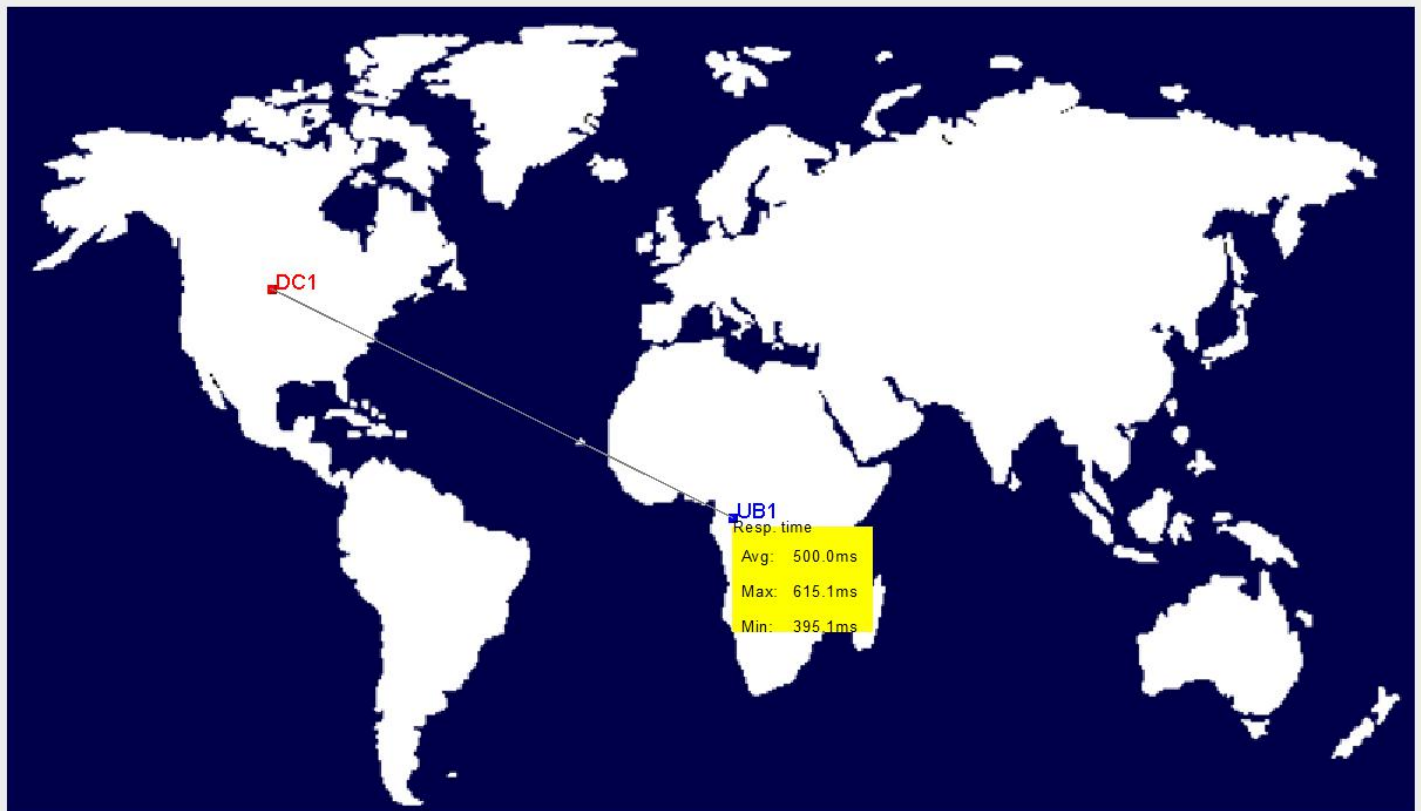 DC1
UB1
Resp. time
Avg: 500.0ms
Max: 615.1ms
Min: 395.1ms